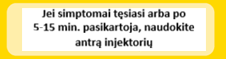 Jei simptomai tęsiasi arba po
5-15 min. pasikartoja, naudokite
antrą injektorių